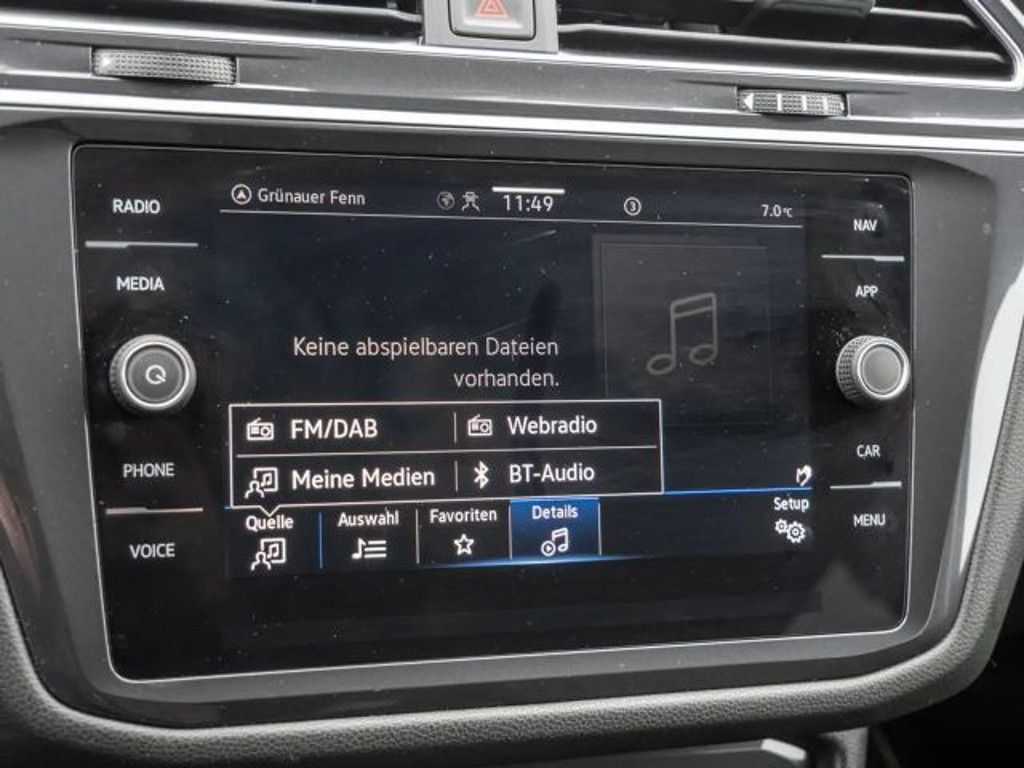 RADIO
MEDIA
PHONE
VOICE
Grünauer Fenn
11:49
3
7.0°C
Keine abspielbaren Dateien
vorhanden.
FM/DAB
Webradio
Meine Medien
BT-Audio
Quelle
Auswahl
Favoriten
Details
Setup
NAV
APP
CAR
MENU